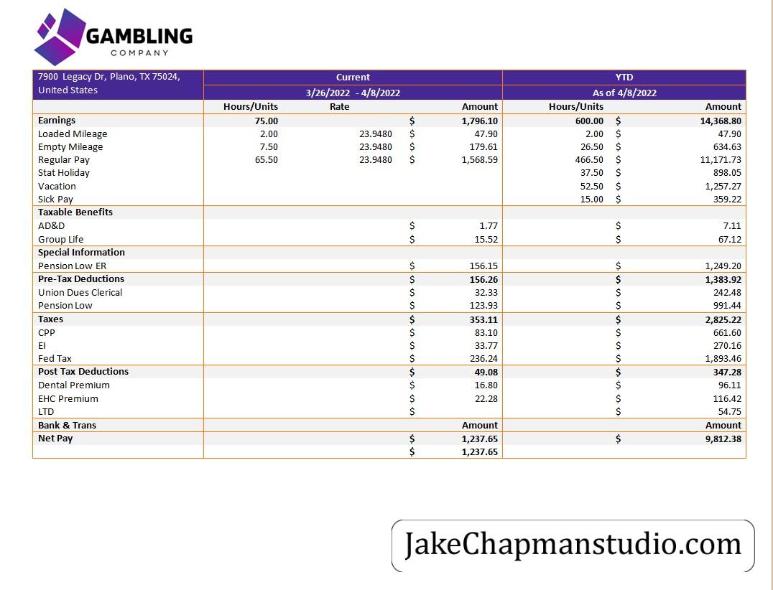 GAMBLING
COMPANY
7900 Legacy Dr, Plano, TX 75024, Current YTD
United States 3/26/2022 - 4/8/2022 As of 4/8/2022
Hours/Units Rate Amount Hours/Units Amount
Earnings 75.00 $ 1,796.10 600.00 $ 14,368.80
Loaded Mileage 2.00 23.9480 $ 47.90 2.00 $ 47.90
Empty Mileage 7.50 23.9480 $ 179.61 26.50 $ 634.63
Regular Pay 65.50 23.9480 $ 1,568.59 466.50 $ 11,171.73
Stat Holiday 37.50 $ 898.05
Vacation 52.50 $ 1,257.27
Sick Pay 15.00 $ 359.22
Taxable Benefits
AD&D $ 1.77 $ 7.11
Group Life $ 15.52 $ 67.12
Special Information
Pension Low ER $ 156.15 $ 1,249.20
Pre-Tax Deductions $ 156.26 $ 1,383.92
Union Dues Clerical $ 32.33 $ 242.48
Pension Low $ 123.93 $ 991.44
Taxes $ 353.11 $ 2,825.22
CPP $ 83.10 $ 661.60
EI $ 33.77 $ 270.16
Fed Tax $ 236.24 $ 1,893.46
Post Tax Deductions $ 49.08 $ 347.28
Dental Premium $ 16.80 $ 96.11
EHC Premium $ 22.28 $ 116.42
LTD $ $ 54.75
Bank & Trans Amount Amount
Net Pay $ 1,237.65 $ 9,812.38
$ 1,237.65
JakeChapmanstudio.com